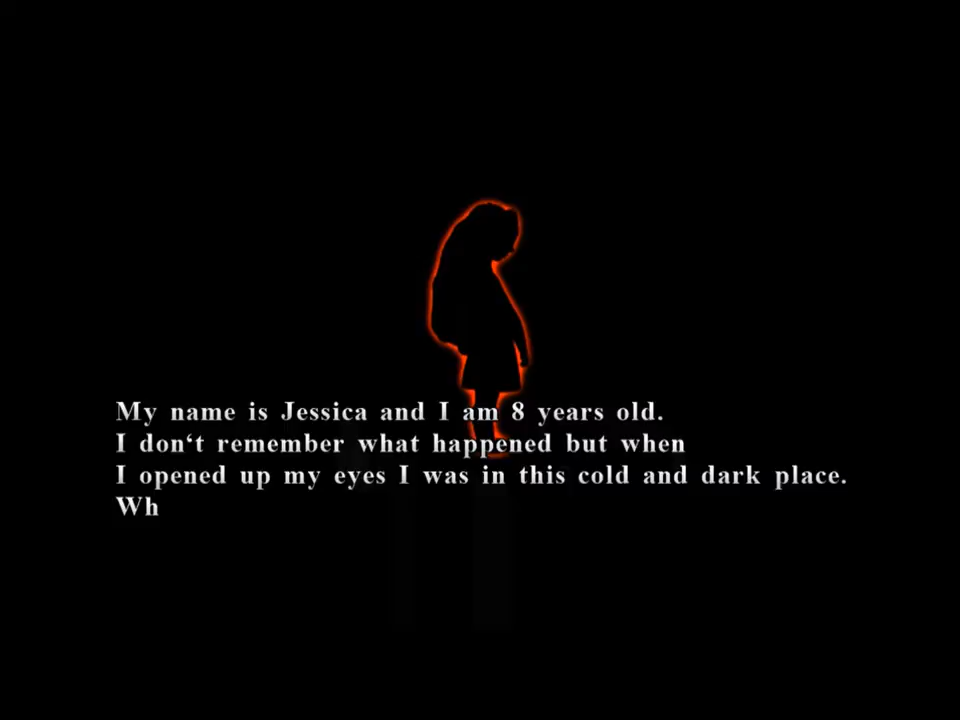 My name is Jessica and I am 8 years old.
I don‘t remember what happened but when
I opened up my eyes I was in this cold and dark place.
Wh